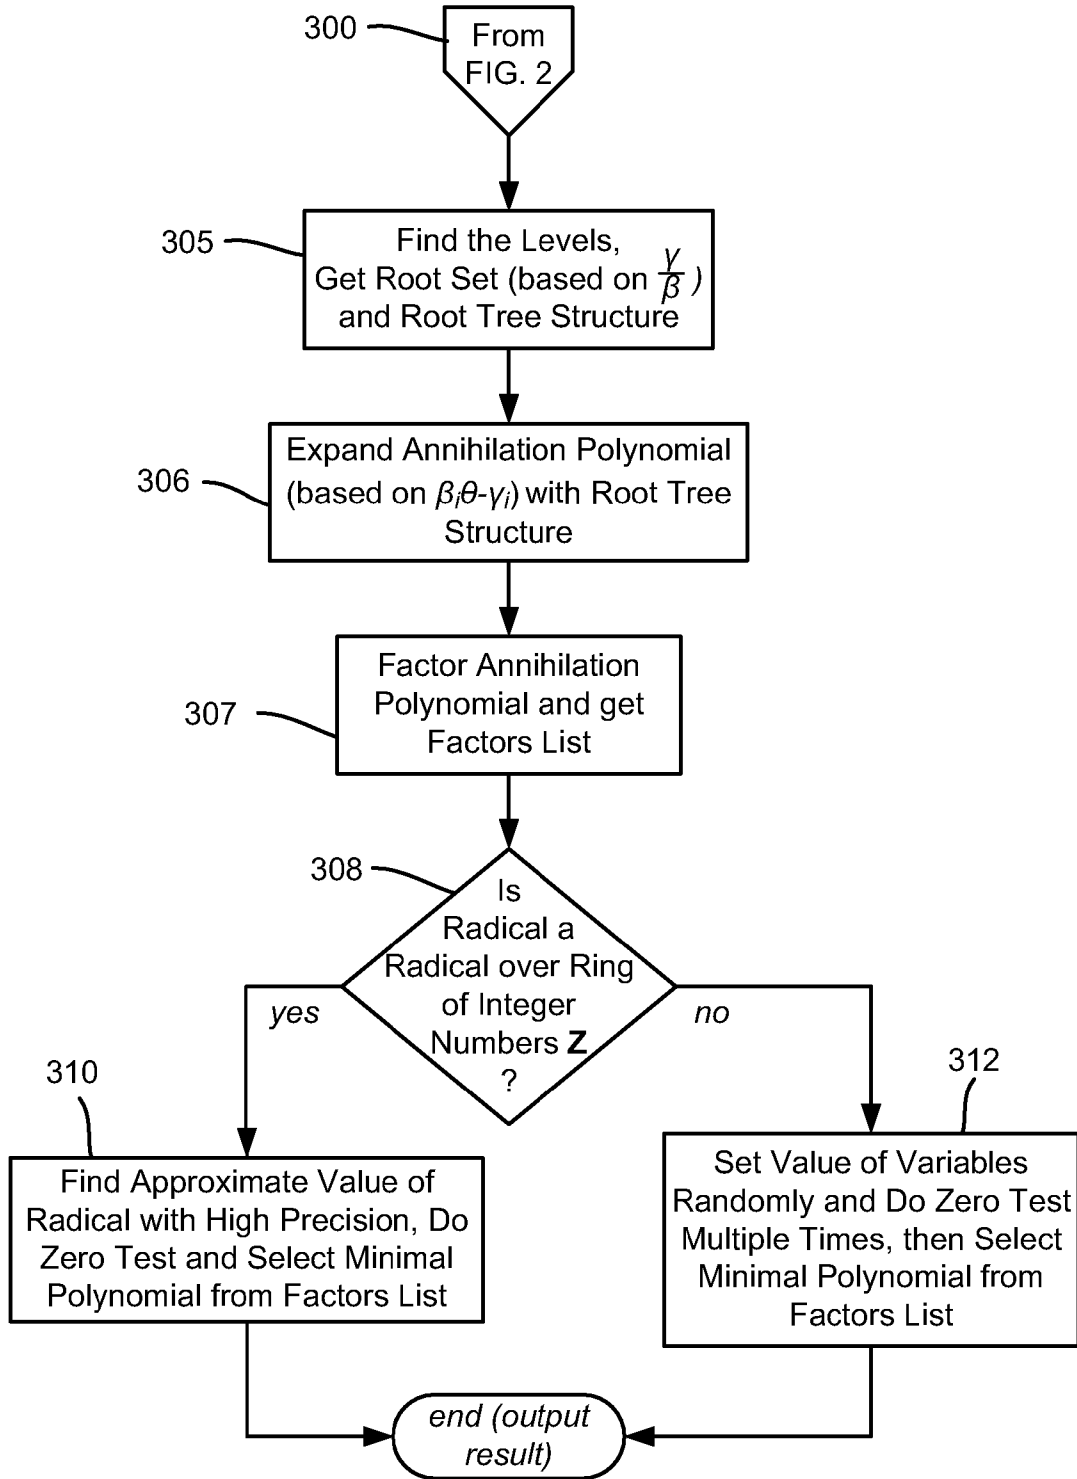 300
From
FIG. 2
305
Find the Levels,
Get Root Set (based on γ/β)
and Root Tree Structure
306
Expand Annihilation Polynomial
(based on βᵢθ-γᵢ) with Root Tree
Structure
307
Factor Annihilation
Polynomial and get
Factors List
308
Is
Radical a
Radical over Ring
of Integer
Numbers Z
?
yes
no
310
Find Approximate Value of
Radical with High Precision, Do
Zero Test and Select Minimal
Polynomial from Factors List
312
Set Value of Variables
Randomly and Do Zero Test
Multiple Times, then Select
Minimal Polynomial from
Factors List
end (output
result)